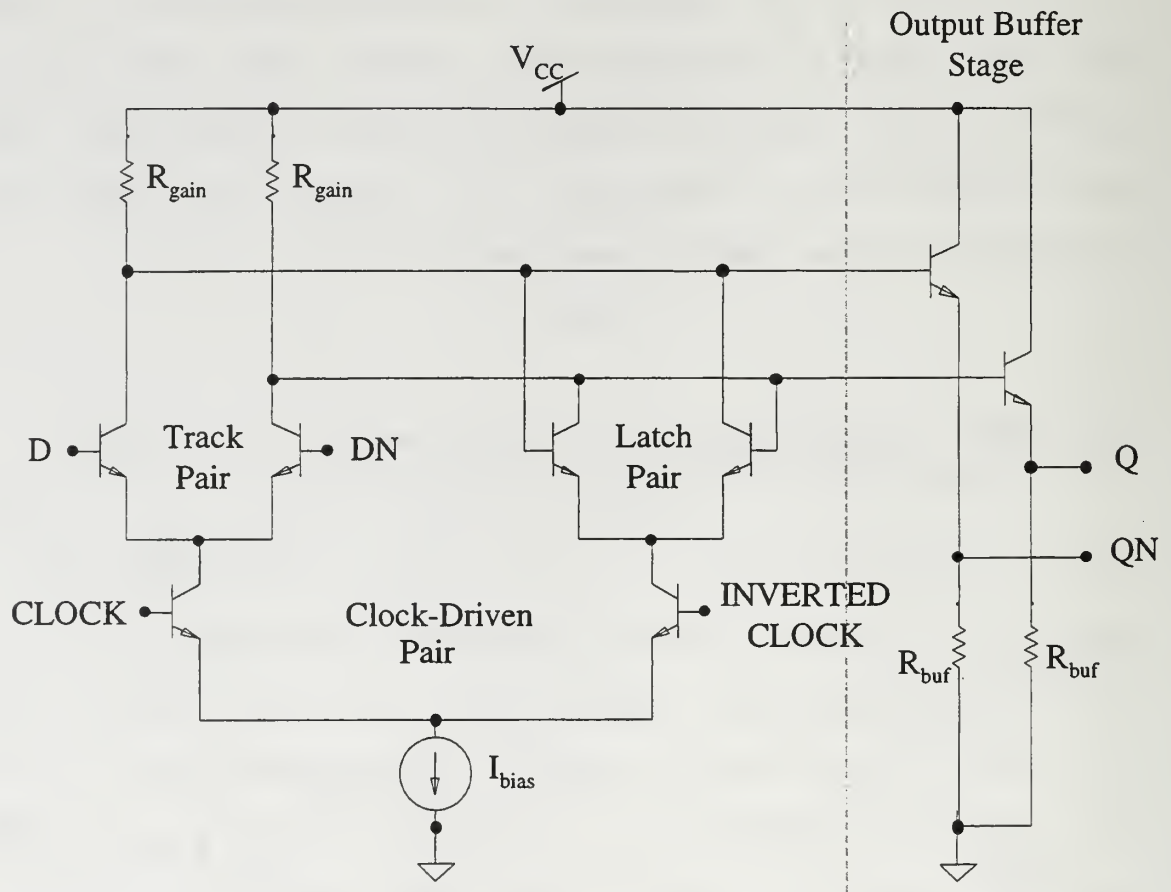 Output Buffer
Stage
V_CC
R_gain
R_gain
D
Track
Pair
DN
Latch
Pair
Q
QN
CLOCK
Clock-Driven
Pair
INVERTED
CLOCK
R_buf
R_buf
I_bias